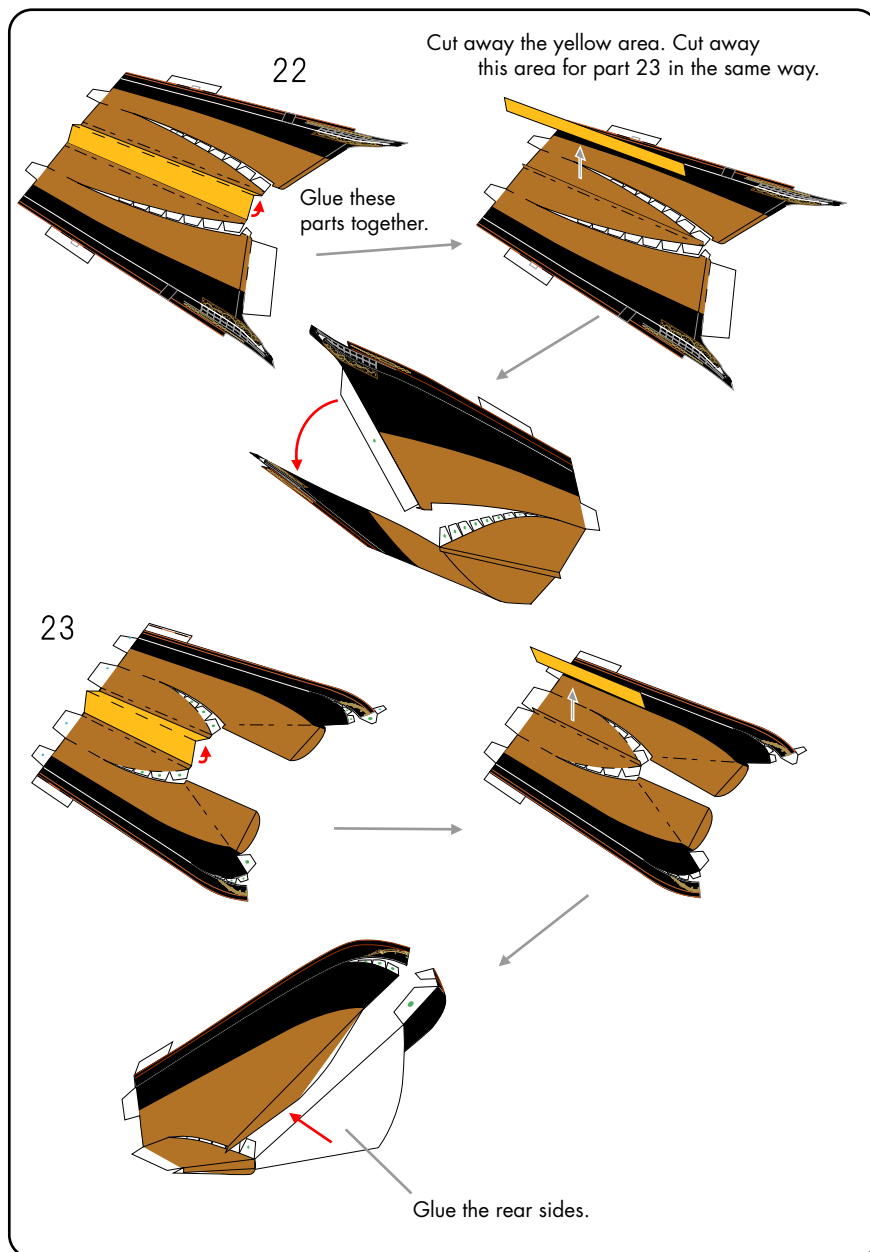 22
Cut away the yellow area. Cut away
this area for part 23 in the same way.
Glue these
parts together.
23
Glue the rear sides.